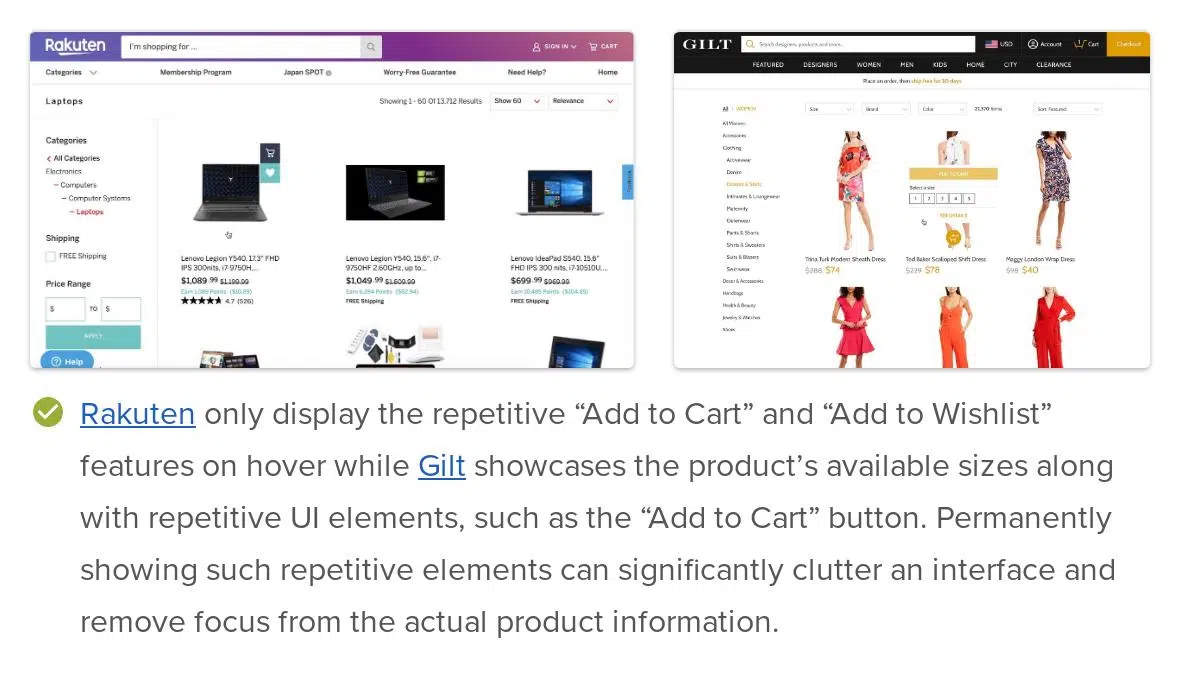 Rakuten
I'm shopping for ...
SIGN IN
CART
Categories
Membership Program
Japan SPOT
Worry-Free Guarantee
Need Help?
Home
Laptops
Showing 1 - 60 Of 13,712 Results
Show 60
Relevance
Categories
All Categories
Electronics
– Computers
– Computer Systems
– Laptops
Shipping
FREE Shipping
Price Range
$ TO $
APPLY
Help
Lenovo Legion Y540, 17.3" FHD
IPS 300nits, i7-9750H,...
$1,089.99 $1,199.99
Earn 1,089 Points ($10.89)
4.7 (526)
Lenovo Legion Y540, 15.6", i7-
9750HF 2.60GHz, up to...
$1,049.99 $1,609.99
FREE Shipping
Lenovo IdeaPad S540, 15.6"
FHD IPS 300 nits, i7-10510U,...
$699.99 $969.99
Earn 10,485 Points ($104.85)
FREE Shipping
GILT
Search designers, products and more...
USD
Account
Cart
Checkout
FEATURED DESIGNERS WOMEN MEN KIDS HOME CITY CLEARANCE
Place an order, then ship free for 30 days
All WOMEN
Size
Brand
Color
22,370 items
Sort: Featured
All Women
Accessories
Clothing
Activewear
Denim
Dresses & Skirts
Intimates & Loungewear
Maternity
Outerwear
Pants & Shorts
Shirts & Sweaters
Suits & Blazers
Swimwear
Decor & Accessories
Handbags
Health & Beauty
Jewelry & Watches
Shoes
ADD TO CART
Select a size
1 2 3 4 5
SEE DETAILS
Trina Turk Modern Sheath Dress
$288 $74
Ted Baker Scalloped Shift Dress
$229 $78
Maggy London Wrap Dress
$98 $40
Rakuten only display the repetitive “Add to Cart” and “Add to Wishlist”
features on hover while Gilt showcases the product’s available sizes along
with repetitive UI elements, such as the “Add to Cart” button. Permanently
showing such repetitive elements can significantly clutter an interface and
remove focus from the actual product information.